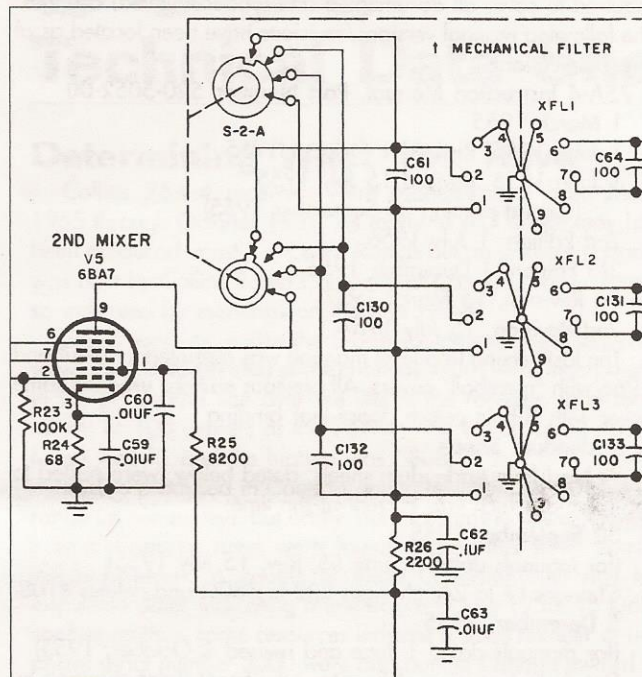 ↑ MECHANICAL FILTER
S-2-A
2ND MIXER
V5
6BA7
9
6
7
2
1
3
R23
100K
R24
68
C59
.01UF
C60
.01UF
R25
8200
C61
100
C130
100
C132
100
R26
2200
C62
.1UF
C63
.01UF
XFL1
3
4
5
6
2
7
1
8
9
C64
100
XFL2
3
4
5
6
2
7
1
8
9
C131
100
XFL3
3
4
5
6
2
7
1
8
9
C133
100